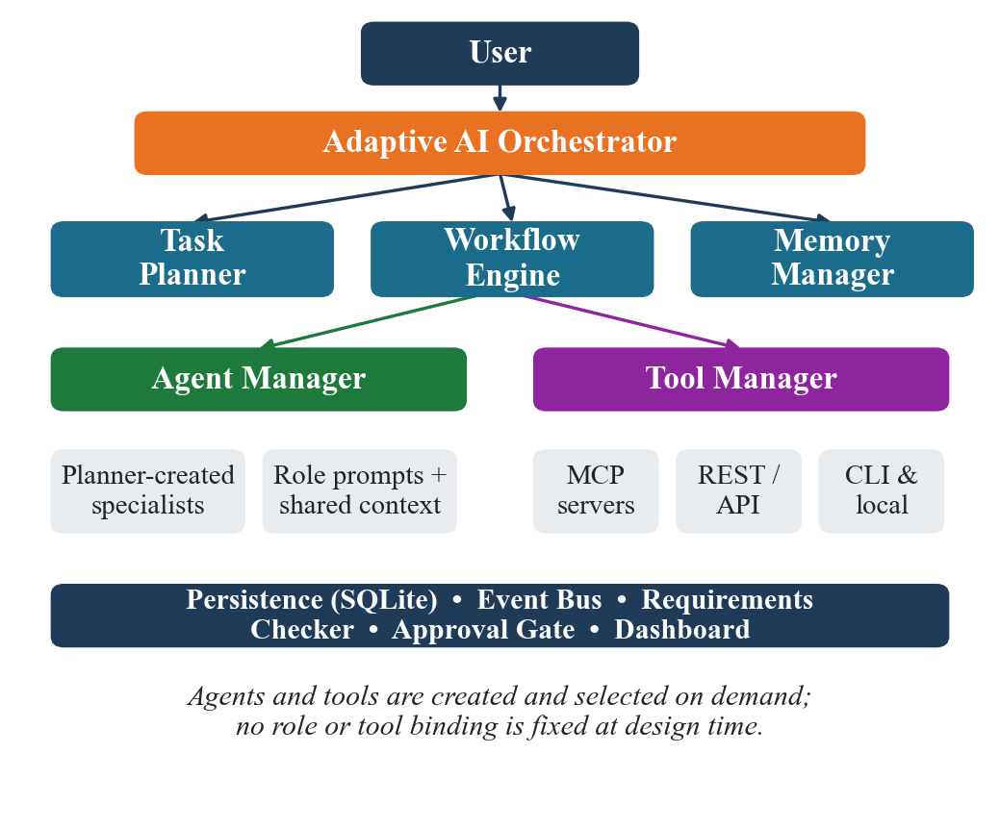 User
Adaptive AI Orchestrator
Task
Planner
Workflow
Engine
Memory
Manager
Agent Manager
Tool Manager
Planner-created
specialists
Role prompts +
shared context
MCP
servers
REST /
API
CLI &
local
Persistence (SQLite) • Event Bus • Requirements
Checker • Approval Gate • Dashboard
Agents and tools are created and selected on demand;
no role or tool binding is fixed at design time.